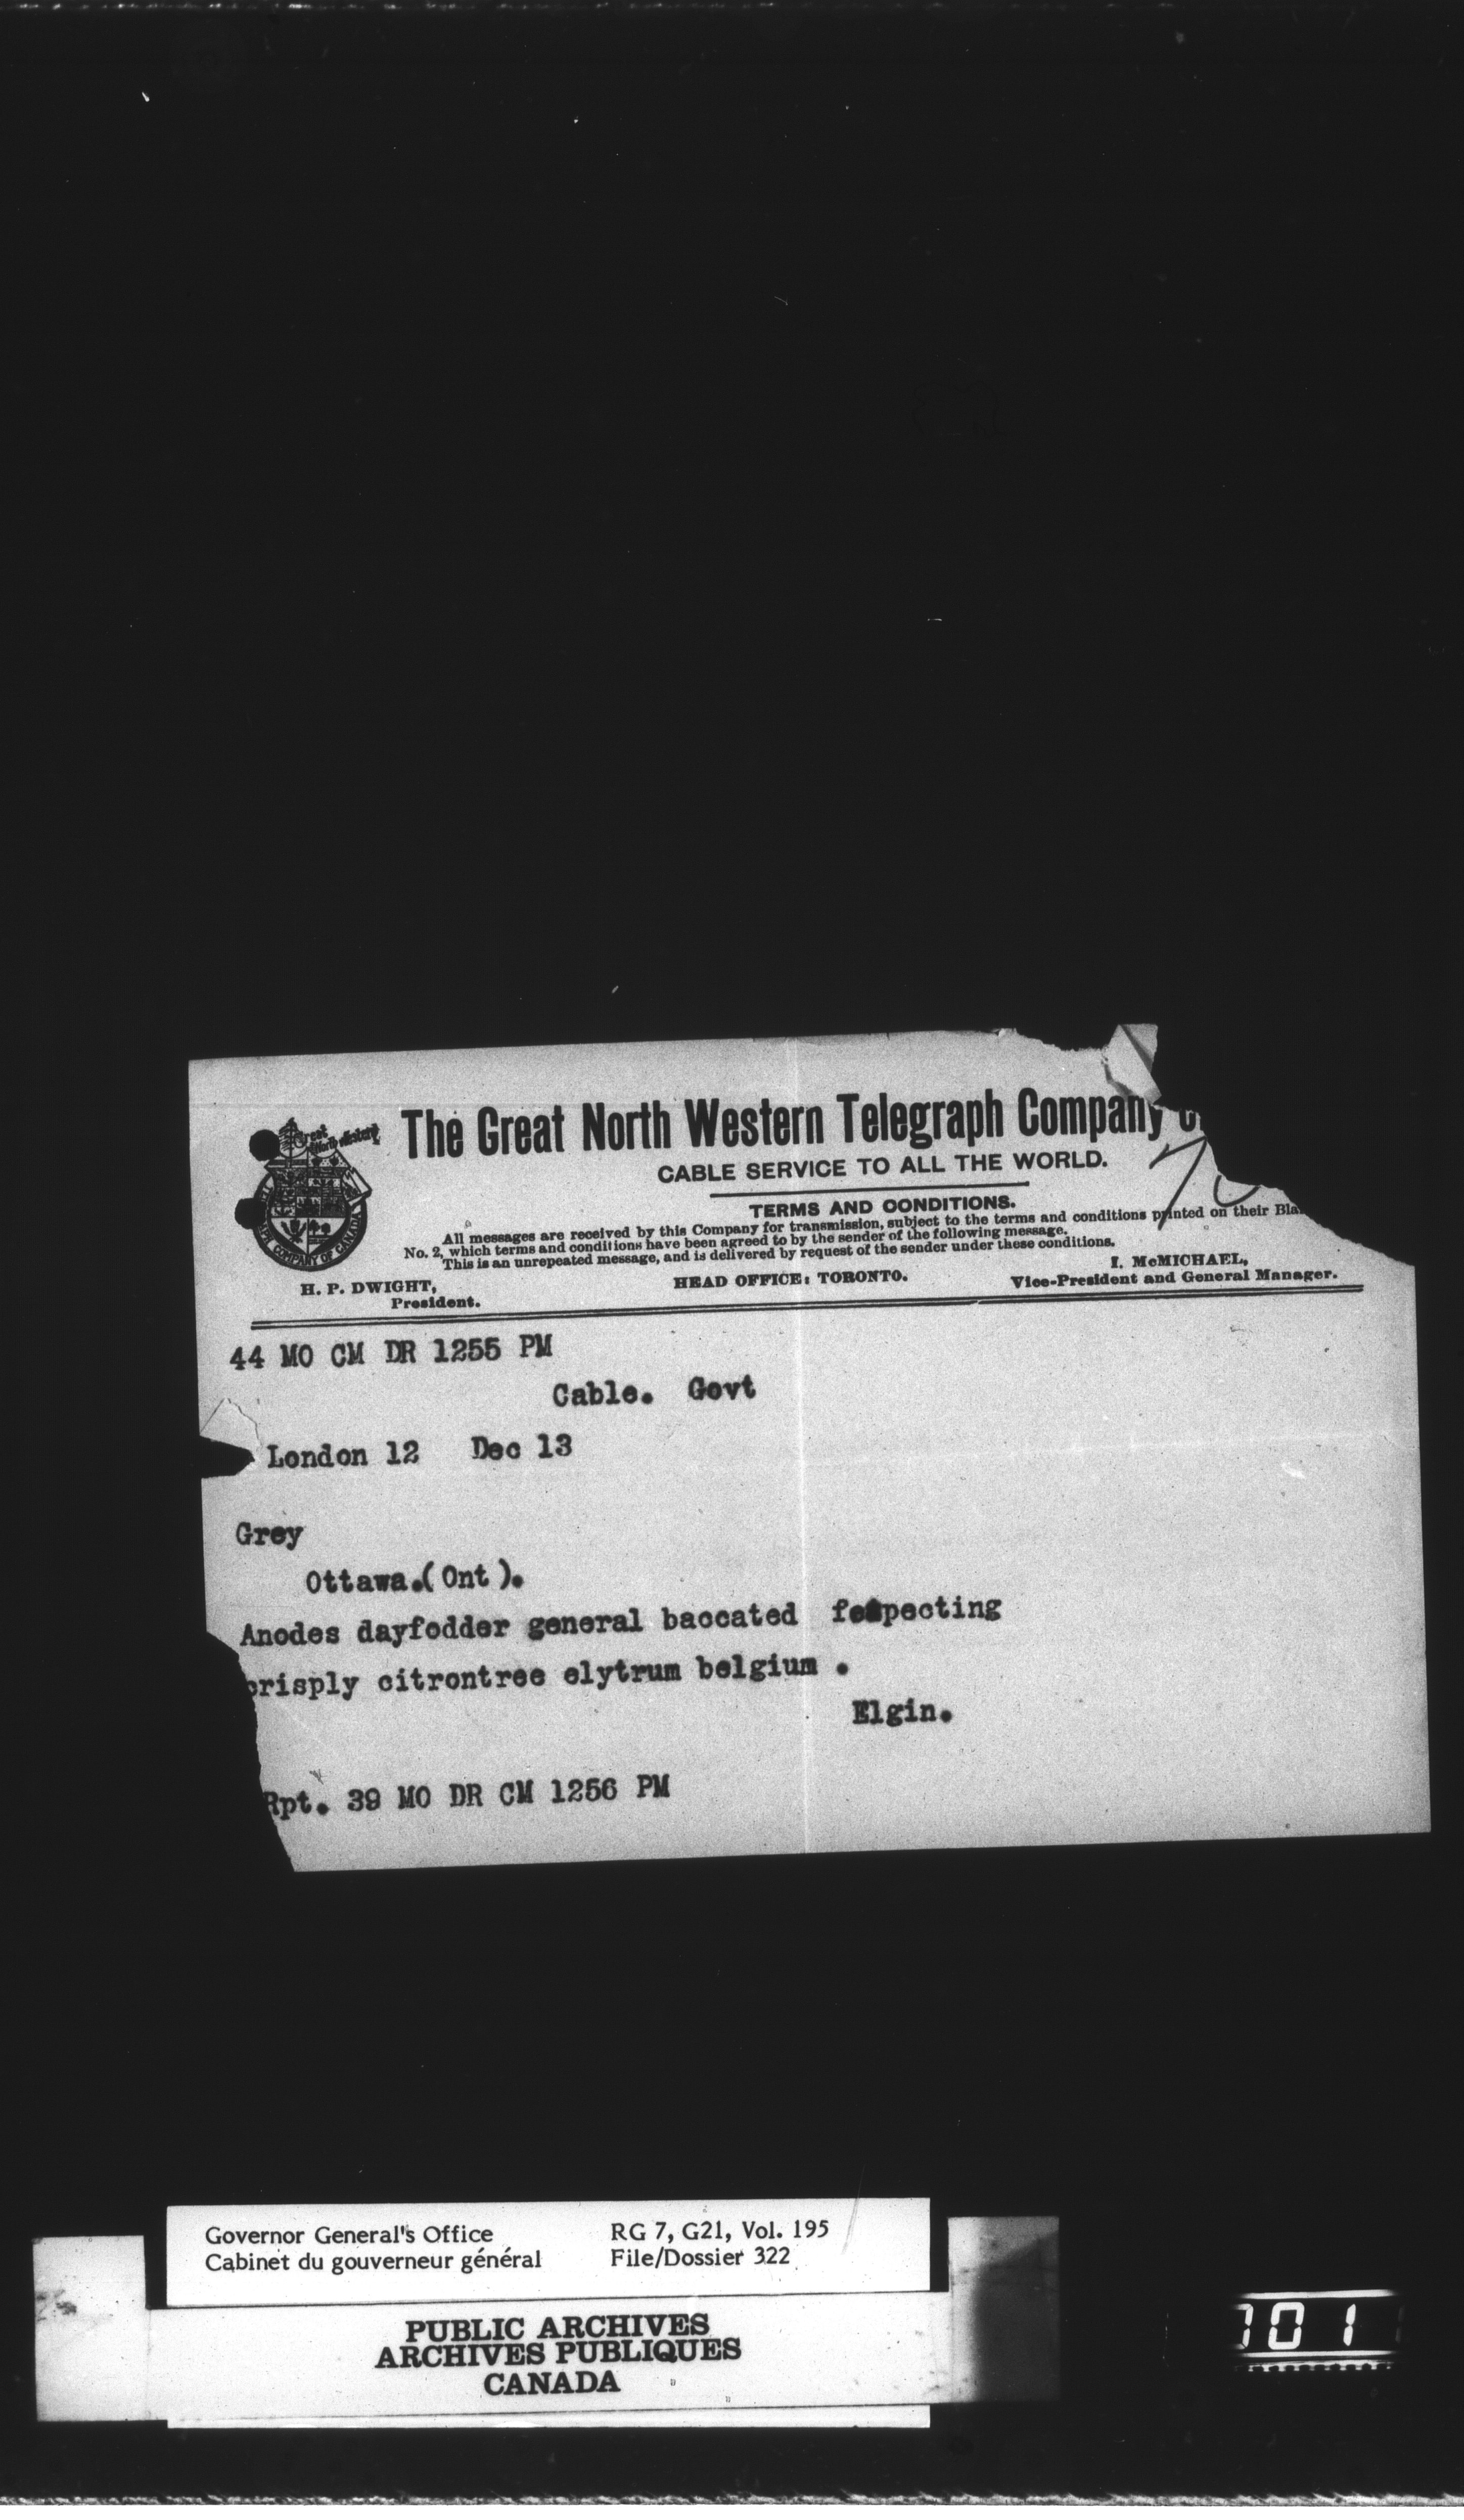 The Great North Western Telegraph Company
CABLE SERVICE TO ALL THE WORLD.
TERMS AND CONDITIONS.
All messages are received by this Company for transmission, subject to the terms and conditions printed on their
No. 2, which terms and conditions have been agreed to by the sender of the following message.
This is an unrepeated message, and is delivered by request of the sender under these conditions.
H. P. DWIGHT,
President.
HEAD OFFICE: TORONTO.
I. McMICHAEL,
Vice-President and General Manager.
44 MO CM DR 1255 PM
Cable. Govt
London 12 Dec 13
Grey
Ottawa.(Ont).
Anodes dayfodder general baccated
crisply citrontree elytrum belgium .
Elgin.
Rpt. 39 MO DR CM 1256 PM
Governor General's Office
Cabinet du gouverneur général
RG 7, G21, Vol. 195
File/Dossier 322
PUBLIC ARCHIVES
ARCHIVES PUBLIQUES
CANADA
01